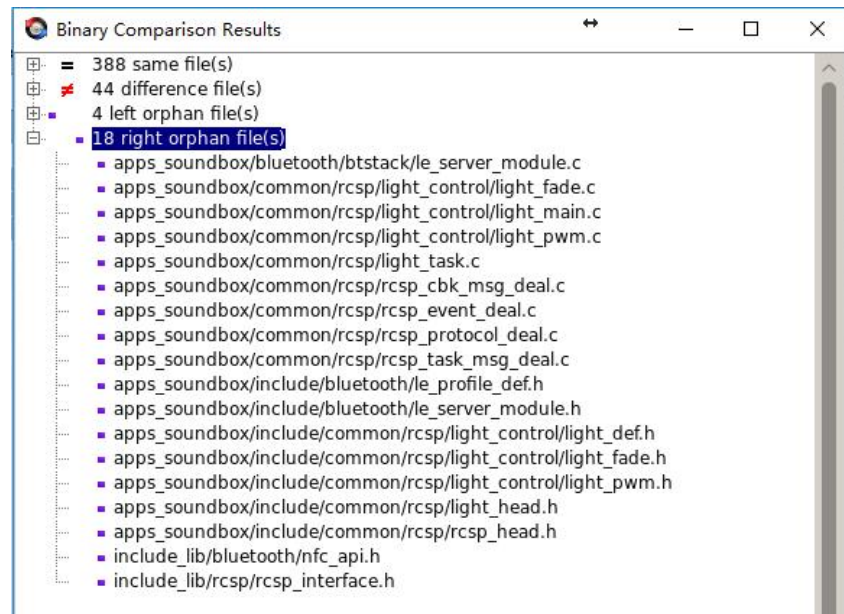 Binary Comparison Results
= 388 same file(s)
≠ 44 difference file(s)
4 left orphan file(s)
18 right orphan file(s)
apps_soundbox/bluetooth/btstack/le_server_module.c
apps_soundbox/common/rcsp/light_control/light_fade.c
apps_soundbox/common/rcsp/light_control/light_main.c
apps_soundbox/common/rcsp/light_control/light_pwm.c
apps_soundbox/common/rcsp/light_task.c
apps_soundbox/common/rcsp/rcsp_cbk_msg_deal.c
apps_soundbox/common/rcsp/rcsp_event_deal.c
apps_soundbox/common/rcsp/rcsp_protocol_deal.c
apps_soundbox/common/rcsp/rcsp_task_msg_deal.c
apps_soundbox/include/bluetooth/le_profile_def.h
apps_soundbox/include/bluetooth/le_server_module.h
apps_soundbox/include/common/rcsp/light_control/light_def.h
apps_soundbox/include/common/rcsp/light_control/light_fade.h
apps_soundbox/include/common/rcsp/light_control/light_pwm.h
apps_soundbox/include/common/rcsp/light_head.h
apps_soundbox/include/common/rcsp/rcsp_head.h
include_lib/bluetooth/nfc_api.h
include_lib/rcsp/rcsp_interface.h